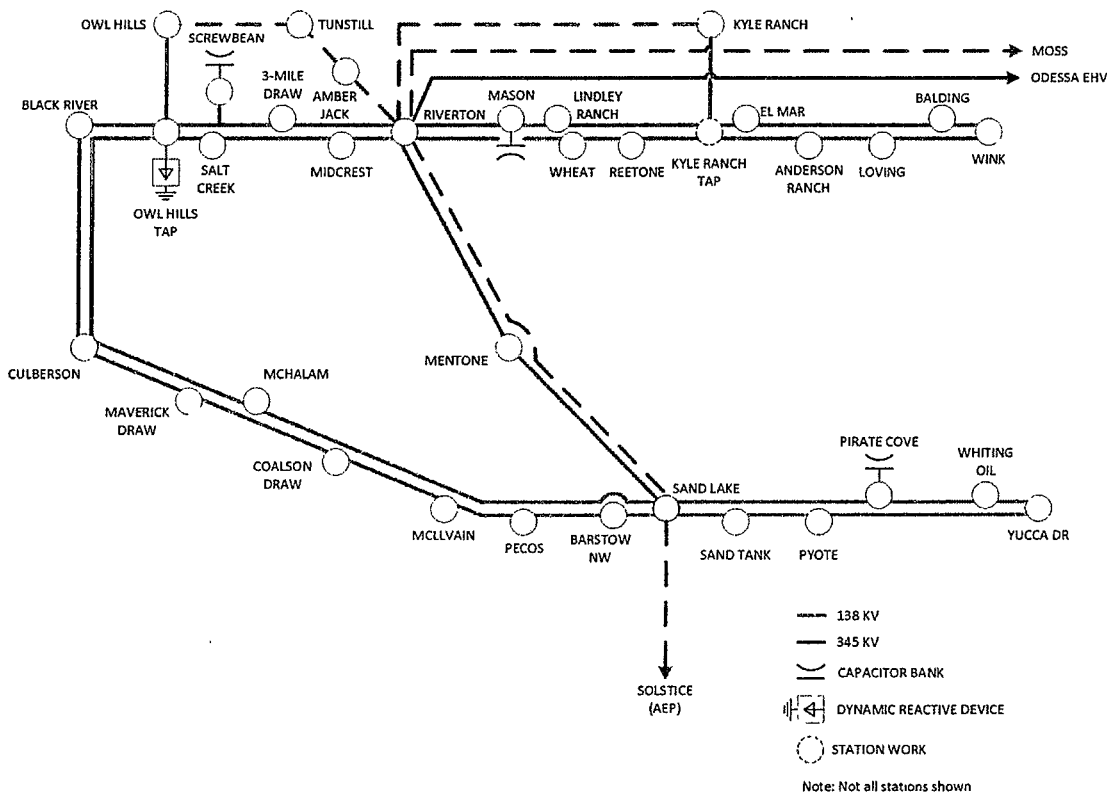 OWL HILLS
TUNSTILL
KYLE RANCH
SCREWBEAN
MOSS
3-MILE
DRAW
AMBER
JACK
ODESSA EHV
BLACK RIVER
RIVERTON
MASON
LINDLEY
RANCH
EL MAR
BALDING
SALT
CREEK
MIDCREST
WHEAT
REETONE
KYLE RANCH
TAP
ANDERSON
RANCH
LOVING
WINK
OWL HILLS
TAP
CULBERSON
MENTONE
MCHALAM
MAVERICK
DRAW
COALSON
DRAW
PIRATE COVE
WHITING
OIL
SAND LAKE
MCLLVAIN
PECOS
BARSTOW
NW
SAND TANK
PYOTE
YUCCA DR
138 KV
345 KV
CAPACITOR BANK
SOLSTICE
(AEP)
DYNAMIC REACTIVE DEVICE
STATION WORK
Note: Not all stations shown